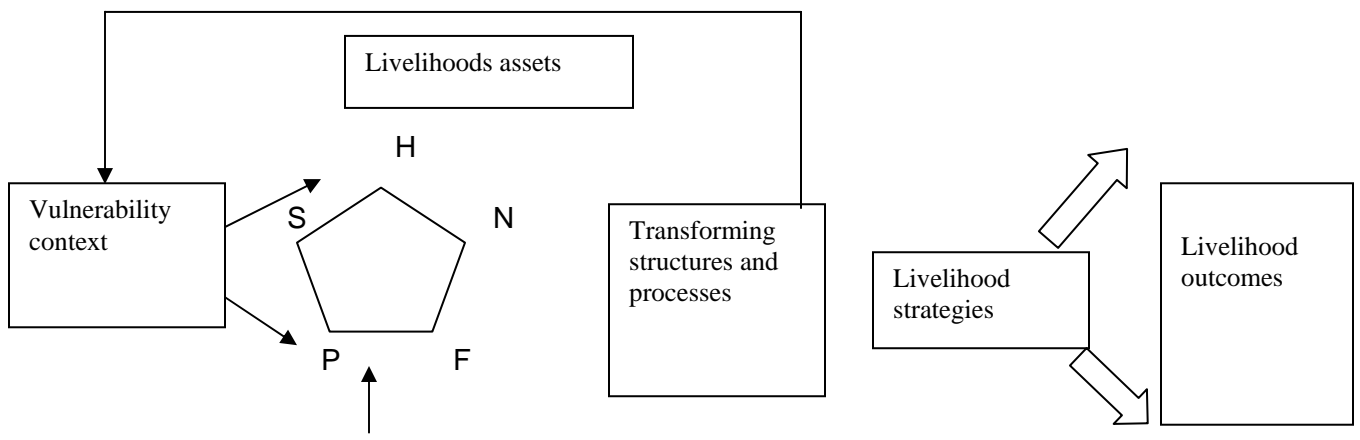 Livelihoods assets
H
S
N
P
F
Vulnerability
context
Transforming
structures and
processes
Livelihood
strategies
Livelihood
outcomes